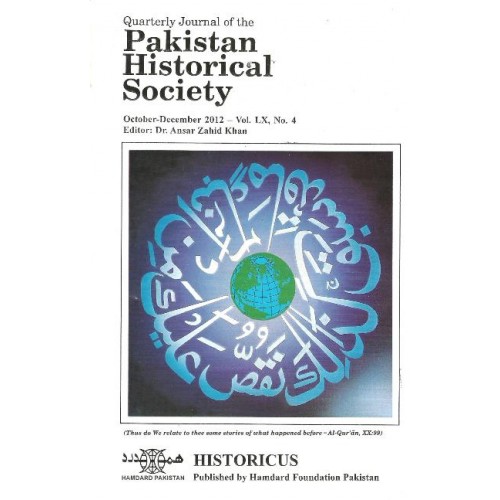 Quarterly Journal of the
Pakistan
Historical
Society
October-December 2012 – Vol. LX, No. 4
Editor: Dr. Ansar Zahid Khan
كَذٰلِكَ نَقُصُّ عَلَيْكَ مِنْ
(Thus do We relate to thee some stories of what happened before –Al-Qur'ān, XX:99)
ہمدرد
HAMDARD PAKISTAN
HISTORICUS
Published by Hamdard Foundation Pakistan